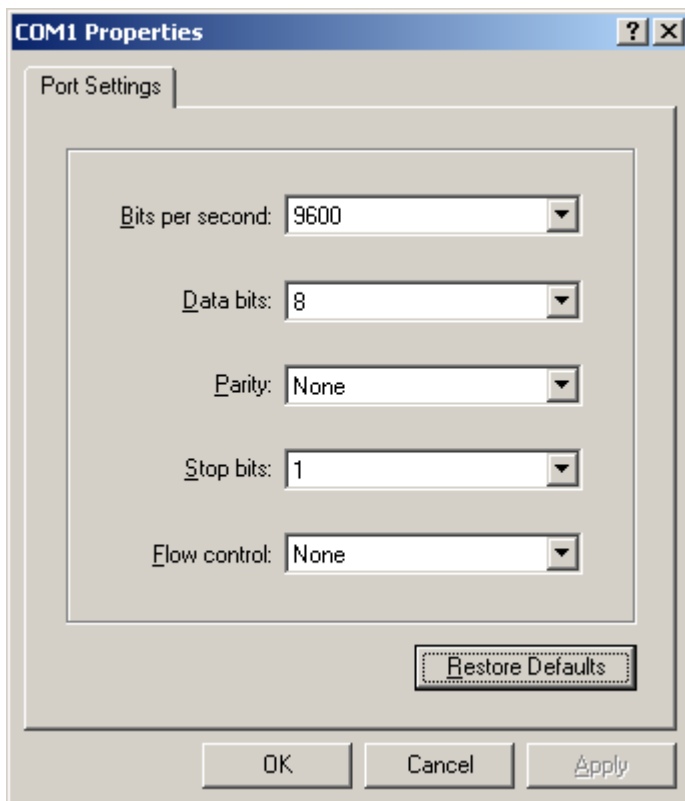 COM1 Properties
Port Settings
Bits per second: 9600
Data bits: 8
Parity: None
Stop bits: 1
Flow control: None
Restore Defaults
OK Cancel Apply